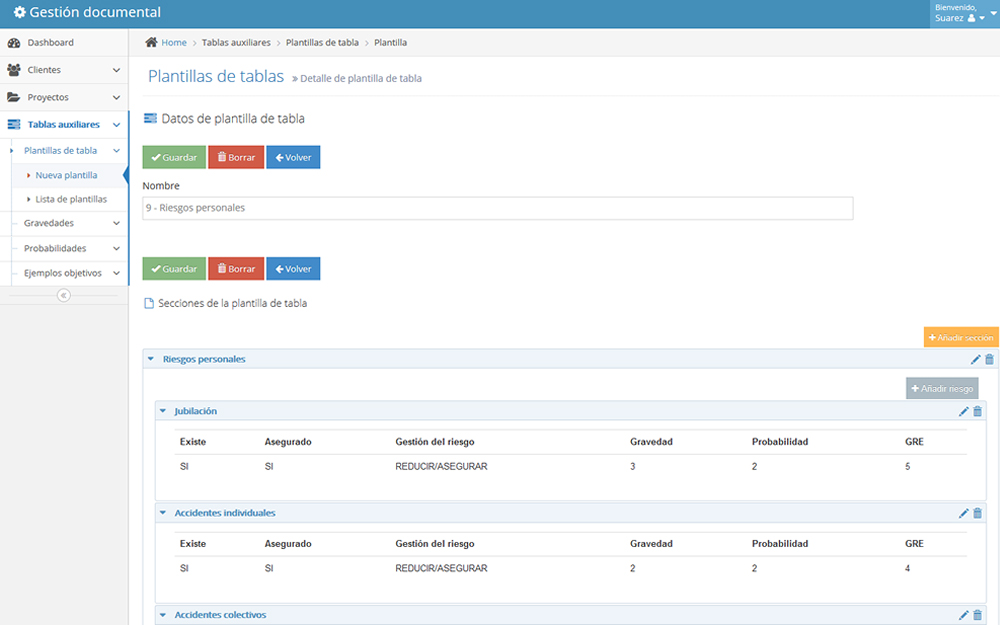 Gestión documental
Bienvenido,
Suarez
Dashboard
Clientes
Proyectos
Tablas auxiliares
Plantillas de tabla
Nueva plantilla
Lista de plantillas
Gravedades
Probabilidades
Ejemplos objetivos
Home > Tablas auxiliares > Plantillas de tabla > Plantilla
Plantillas de tablas » Detalle de plantilla de tabla
Datos de plantilla de tabla
Guardar Borrar Volver
Nombre
9 - Riesgos personales
Guardar Borrar Volver
Secciones de la plantilla de tabla
Añadir sección
Riesgos personales
Añadir riesgo
Jubilación
Existe Asegurado Gestión del riesgo Gravedad Probabilidad GRE
SI SI REDUCIR/ASEGURAR 3 2 5
Accidentes individuales
Existe Asegurado Gestión del riesgo Gravedad Probabilidad GRE
SI SI REDUCIR/ASEGURAR 2 2 4
Accidentes colectivos